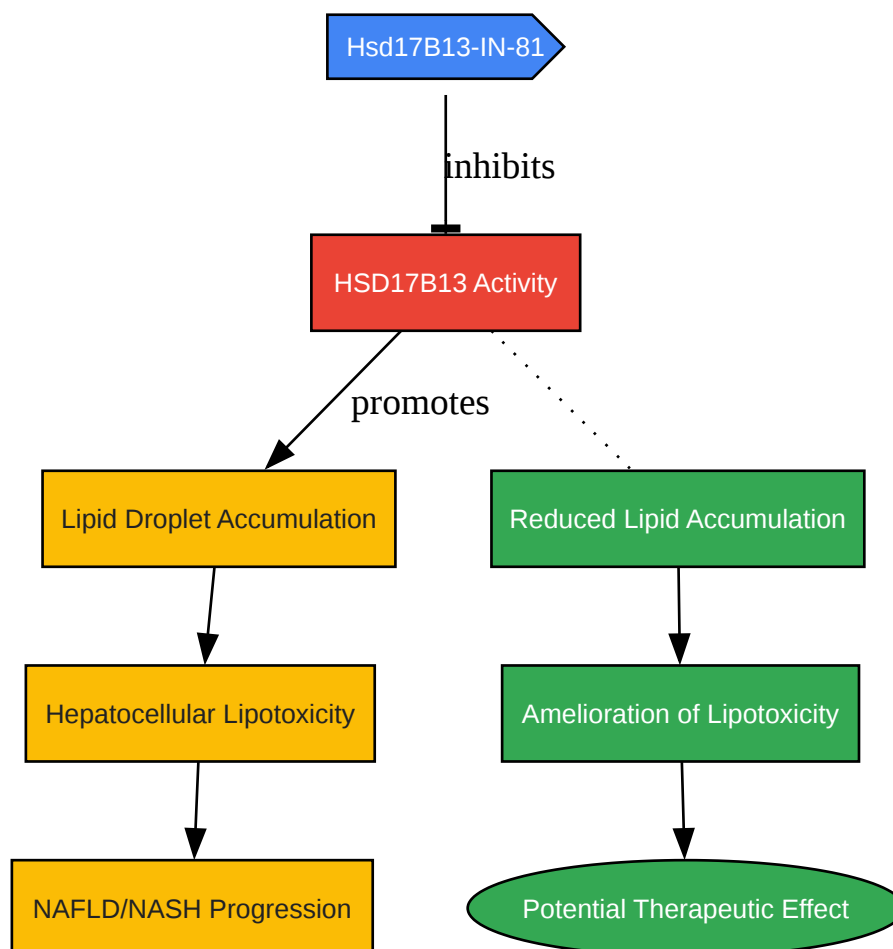 Hsd17B13-IN-81
inhibits
HSD17B13 Activity
promotes
Lipid Droplet Accumulation
Reduced Lipid Accumulation
Hepatocellular Lipotoxicity
Amelioration of Lipotoxicity
NAFLD/NASH Progression
Potential Therapeutic Effect